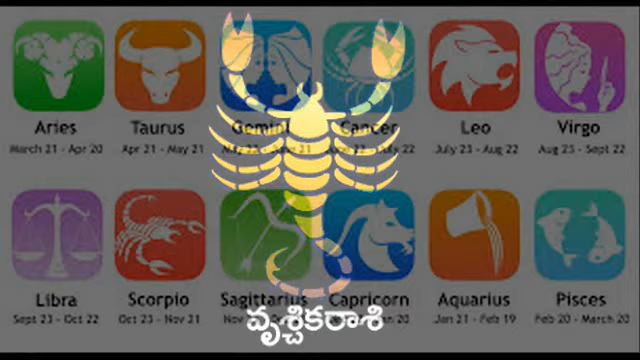 Aries Taurus Gemini Cancer Leo Virgo
March 21 - Apr 20 Apr 21 - May 21 July 23 - Aug 22 Aug 23 - Sept 22
Libra Scorpio Sagittarius Capricorn Aquarius Pisces
Sept 23 - Oct 22 Oct 23 - Nov 21 Jan 21 - Feb 19 Feb 20 - March 20
వృశ్చికరాశి